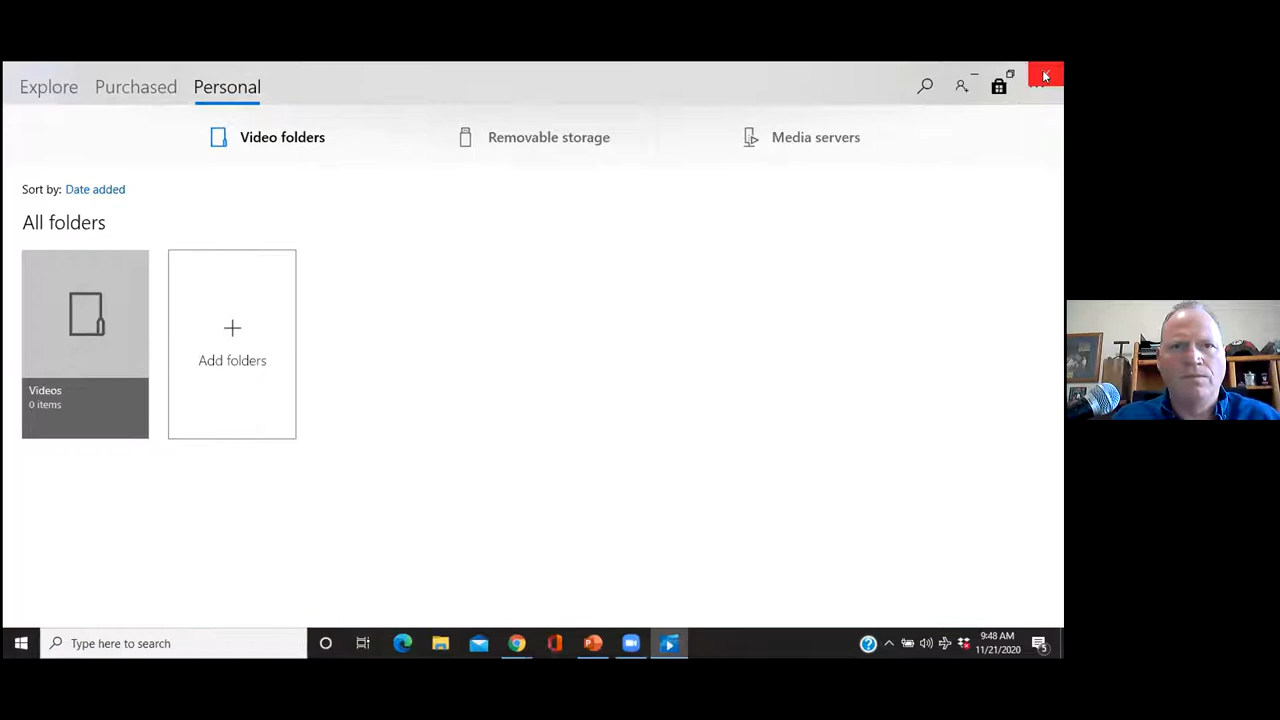 Explore Purchased Personal
Video folders Removable storage Media servers
Sort by: Date added
All folders
Add folders
Videos
0 items
Type here to search
9:48 AM
11/21/2020
5